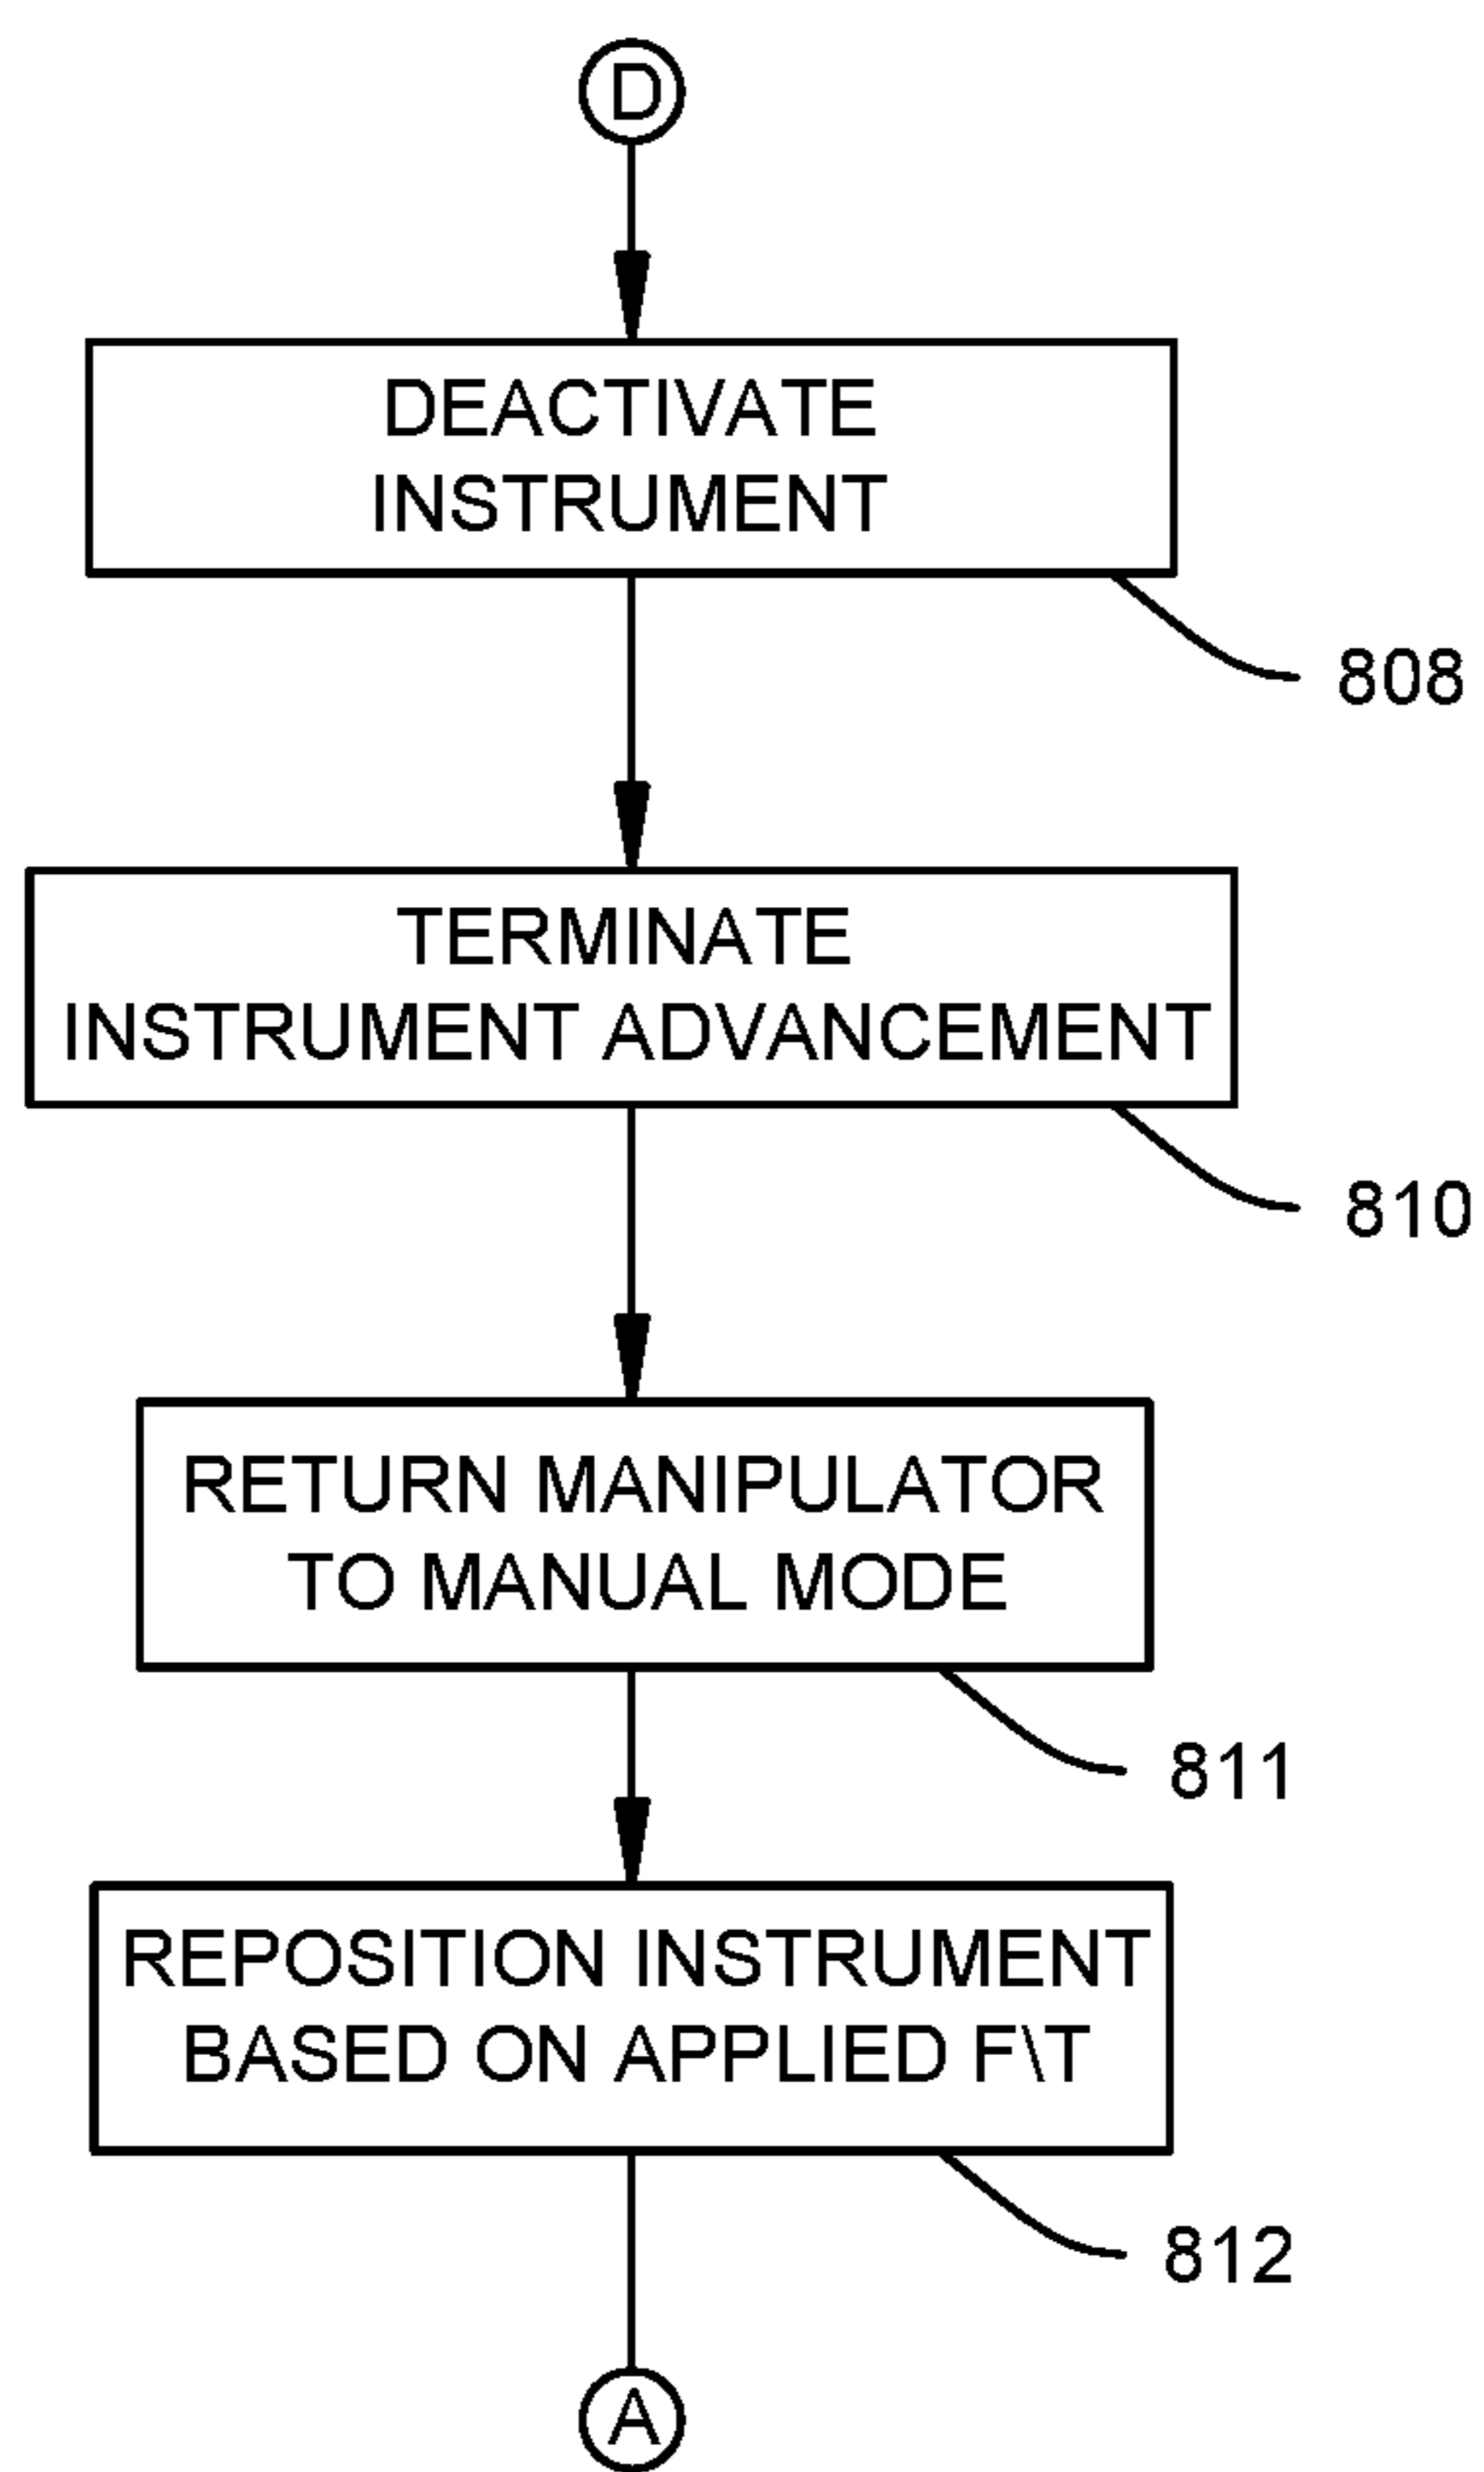 D
DEACTIVATE
INSTRUMENT
808
TERMINATE
INSTRUMENT ADVANCEMENT
810
RETURN MANIPULATOR
TO MANUAL MODE
811
REPOSITION INSTRUMENT
BASED ON APPLIED F\T
812
A